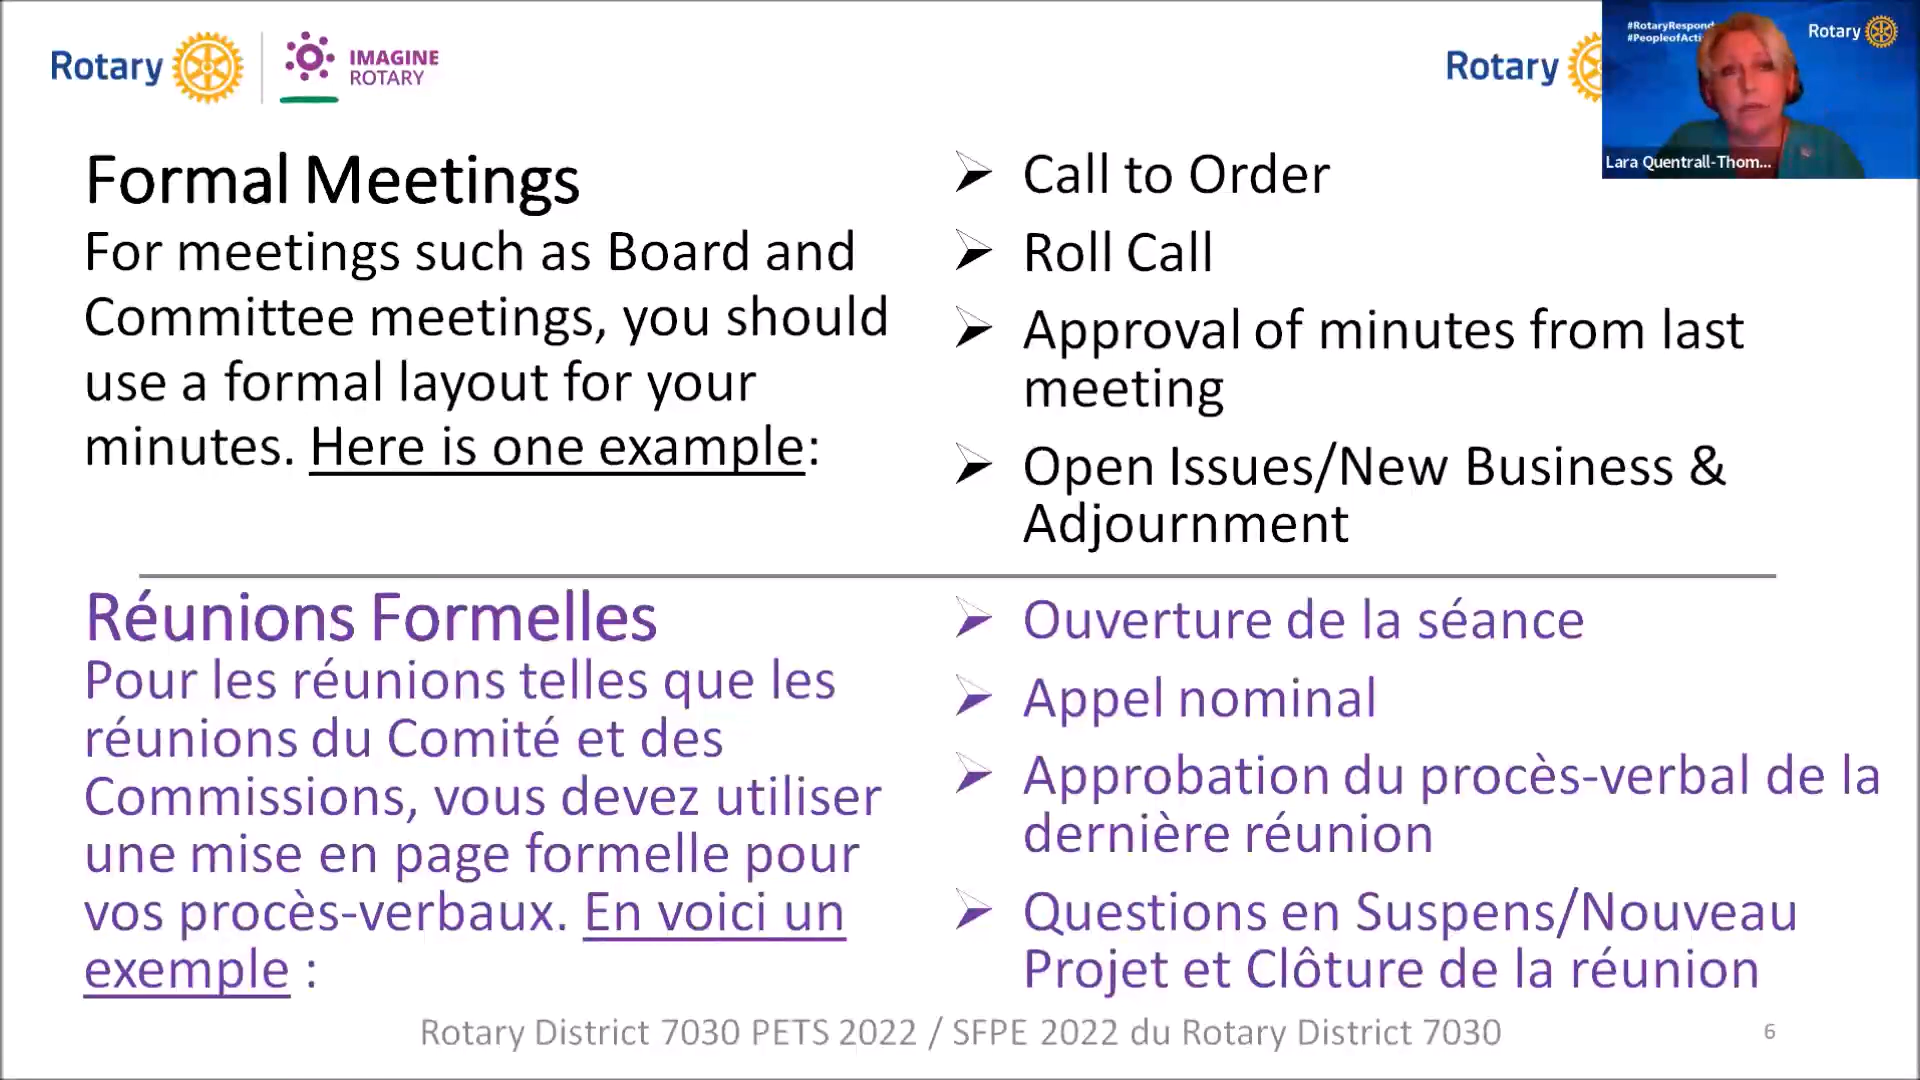 Rotary
IMAGINE
ROTARY
Rotary
#RotaryRespond
#PeopleofActi
Rotary
Lara Quentrall-Thom...
Formal Meetings
For meetings such as Board and
Committee meetings, you should
use a formal layout for your
minutes. Here is one example:
➢ Call to Order
➢ Roll Call
➢ Approval of minutes from last
meeting
➢ Open Issues/New Business &
Adjournment
Réunions Formelles
Pour les réunions telles que les
réunions du Comité et des
Commissions, vous devez utiliser
une mise en page formelle pour
vos procès-verbaux. En voici un
exemple :
➢ Ouverture de la séance
➢ Appel nominal
➢ Approbation du procès-verbal de la
dernière réunion
➢ Questions en Suspens/Nouveau
Projet et Clôture de la réunion
Rotary District 7030 PETS 2022 / SFPE 2022 du Rotary District 7030
6